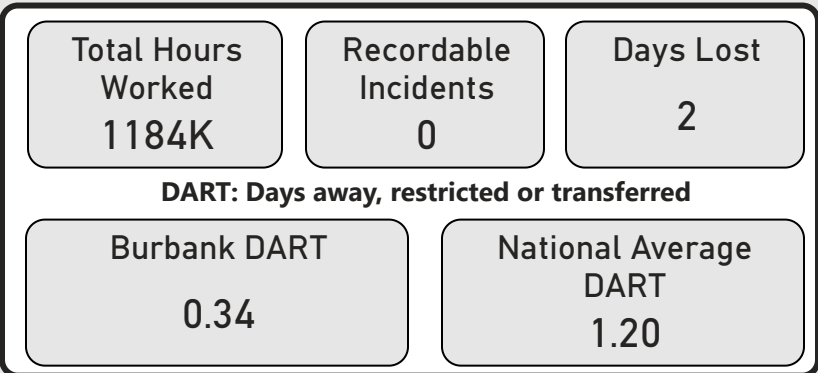 Total Hours
Worked
1184K
Recordable
Incidents
0
Days Lost
2
DART: Days away, restricted or transferred
Burbank DART
0.34
National Average
DART
1.20